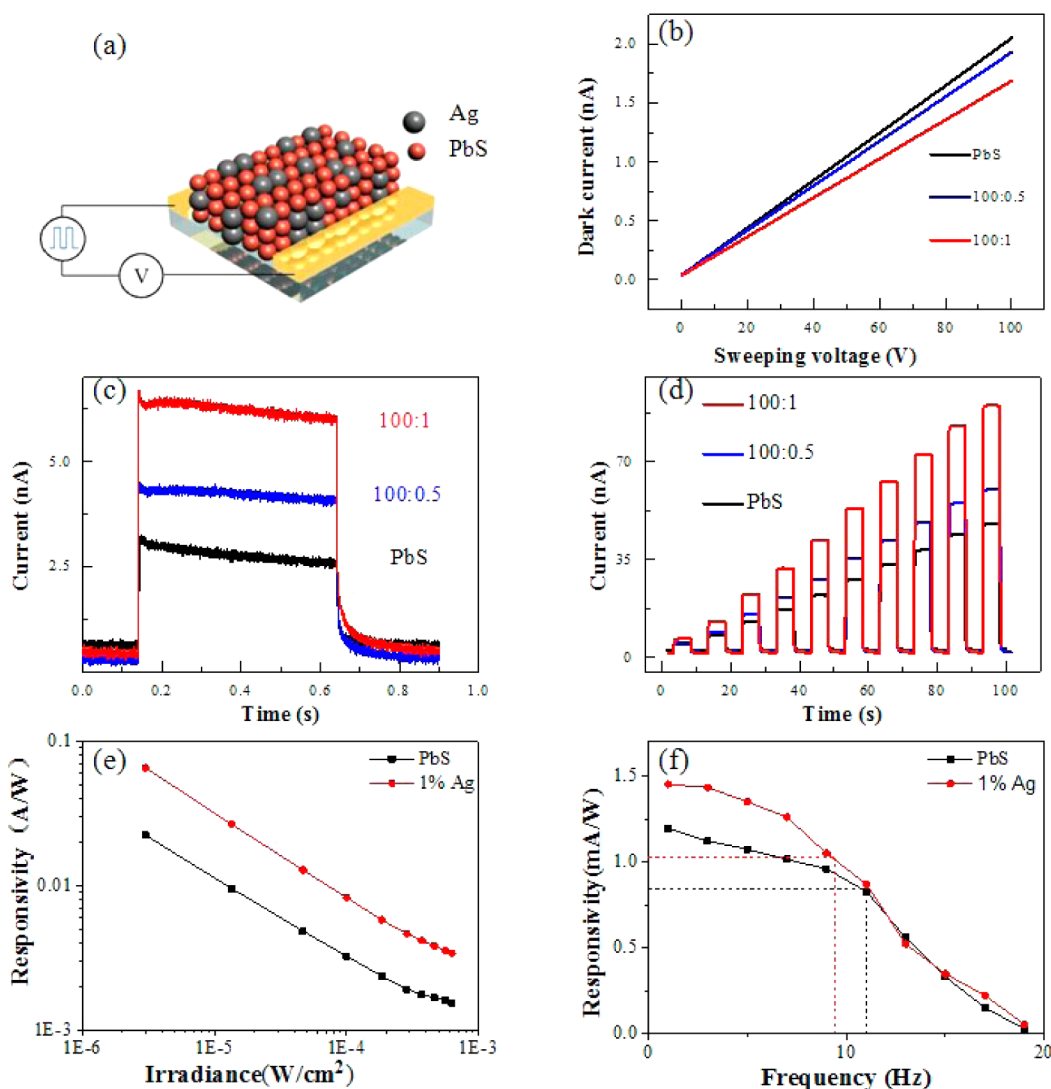 (a)
Ag
PbS
V
(b)
Dark current (nA)
2.0
1.5
1.0
0.5
0.0
PbS
100:0.5
100:1
0 20 40 60 80 100
Sweeping voltage (V)
(c)
Current (nA)
5.0
2.5
100:1
100:0.5
PbS
0.0 0.2 0.4 0.6 0.8 1.0
Time (s)
(d)
Current (nA)
70
35
0
100:1
100:0.5
PbS
0 20 40 60 80 100
Time (s)
(e)
Responsivity (A/W)
0.1
0.01
1E-3
PbS
1% Ag
1E-6 1E-5 1E-4 1E-3
Irradiance(W/cm²)
(f)
Responsivity(mA/W)
1.5
1.0
0.5
0.0
PbS
1% Ag
0 10 20
Frequency (Hz)